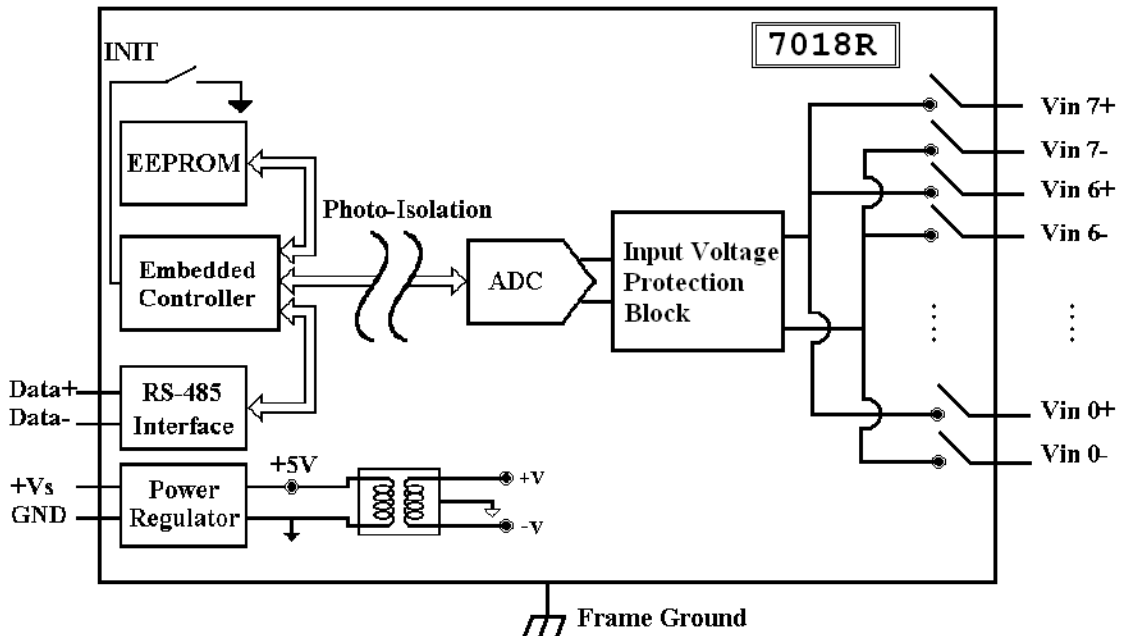 7018R
INIT
EEPROM
Photo-Isolation
Embedded
Controller
ADC
Input Voltage
Protection
Block
Vin 7+
Vin 7-
Vin 6+
Vin 6-
Vin 0+
Vin 0-
Data+
Data-
RS-485
Interface
+Vs
GND
Power
Regulator
+5V
+V
-V
Frame Ground